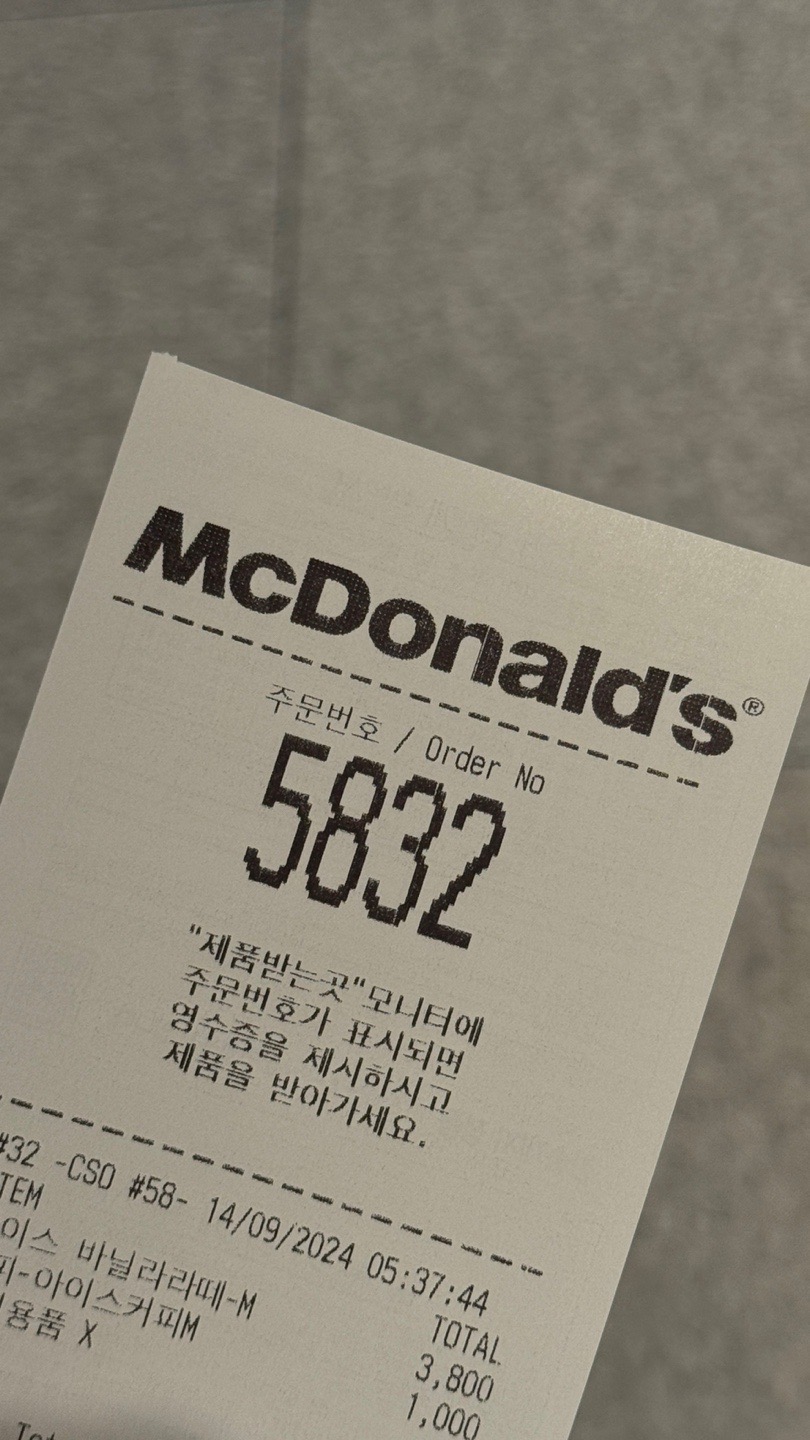 McDonald's®
주문번호 / Order No
5832
"제품받는곳"모니터에
주문번호가 표시되면
영수증을 제시하시고
제품을 받아가세요.
#32 -CSO #58- 14/09/2024 05:37:44
TEM TOTAL
이스 바닐라라떼-M 3,800
피-아이스커피M 1,000
용품 X